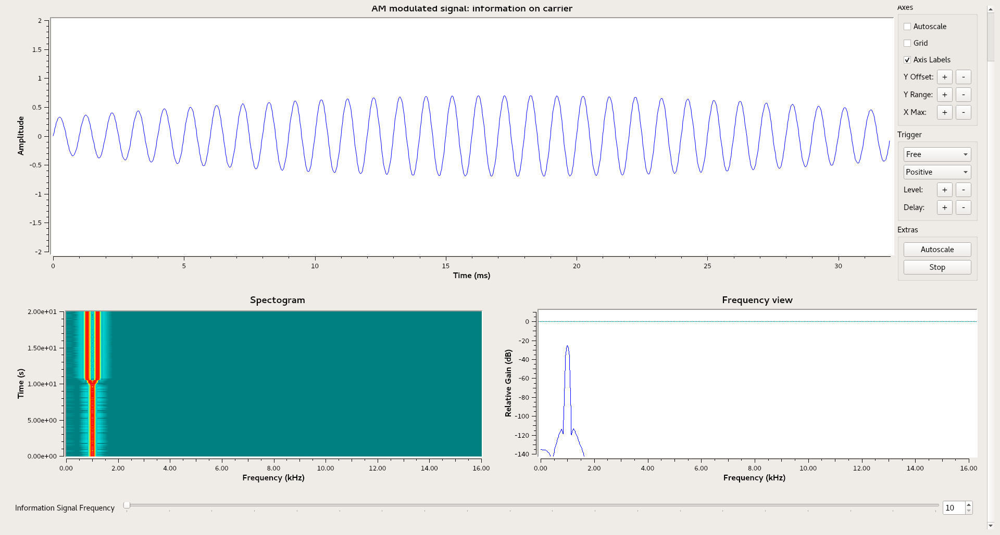 AM modulated signal: information on carrier
2
1.5
1
0.5
0
-0.5
-1
-1.5
-2
Amplitude
0 5 10 15 20 25 30
Time (ms)
Axes
Autoscale
Grid
Axis Labels
Y Offset: + -
Y Range: + -
X Max: + -
Trigger
Free
Positive
Level: + -
Delay: + -
Extras
Autoscale
Stop
Spectogram
2.00e+01
1.50e+01
1.00e+01
5.00e+00
0.00e+00
Time (s)
0.00 2.00 4.00 6.00 8.00 10.00 12.00 14.00 16.00
Frequency (kHz)
Frequency view
0
-20
-40
-60
-80
-100
-120
-140
Relative Gain (dB)
0.00 2.00 4.00 6.00 8.00 10.00 12.00 14.00 16.00
Frequency (kHz)
Information Signal Frequency 10